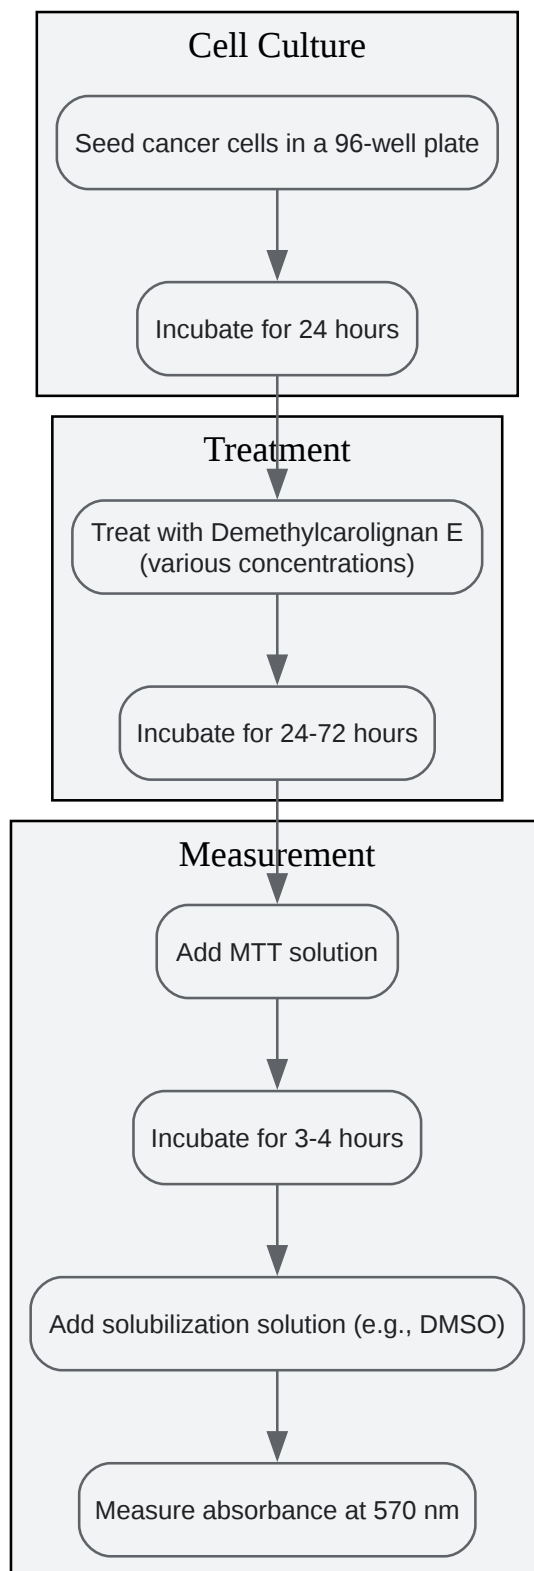 Cell Culture
Seed cancer cells in a 96-well plate
Incubate for 24 hours
Treatment
Treat with Demethylcarolignan E
(various concentrations)
Incubate for 24-72 hours
Measurement
Add MTT solution
Incubate for 3-4 hours
Add solubilization solution (e.g., DMSO)
Measure absorbance at 570 nm